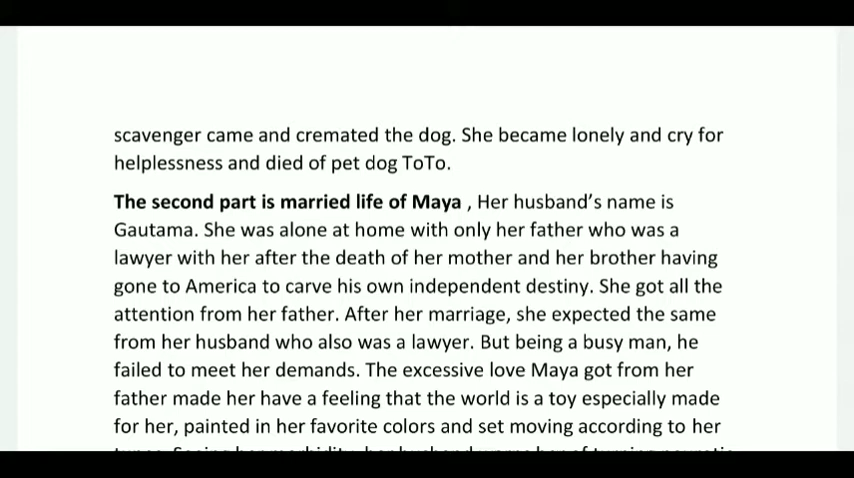 scavenger came and cremated the dog. She became lonely and cry for
helplessness and died of pet dog ToTo.
The second part is married life of Maya , Her husband's name is
Gautama. She was alone at home with only her father who was a
lawyer with her after the death of her mother and her brother having
gone to America to carve his own independent destiny. She got all the
attention from her father. After her marriage, she expected the same
from her husband who also was a lawyer. But being a busy man, he
failed to meet her demands. The excessive love Maya got from her
father made her have a feeling that the world is a toy especially made
for her, painted in her favorite colors and set moving according to her